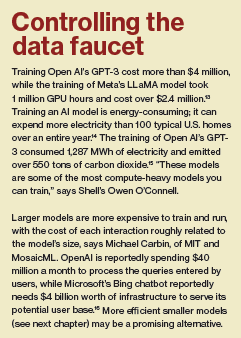 Controlling the
data faucet
Training Open AI's GPT-3 cost more than $4 million,
while the training of Meta's LLaMA model took
1 million GPU hours and cost over $2.4 million.¹³
Training an AI model is energy-consuming; it can
expend more electricity than 100 typical U.S. homes
over an entire year.¹⁴ The training of Open AI's GPT-
3 consumed 1,287 MWh of electricity and emitted
over 550 tons of carbon dioxide.¹⁵ "These models
are some of the most compute-heavy models you
can train," says Shell's Owen O'Connell.
Larger models are more expensive to train and run,
with the cost of each interaction roughly related to
the model's size, says Michael Carbin, of MIT and
MosaicML. OpenAI is reportedly spending $40
million a month to process the queries entered by
users, while Microsoft's Bing chatbot reportedly
needs $4 billion worth of infrastructure to serve its
potential user base.¹⁶ More efficient smaller models
(see next chapter) may be a promising alternative.